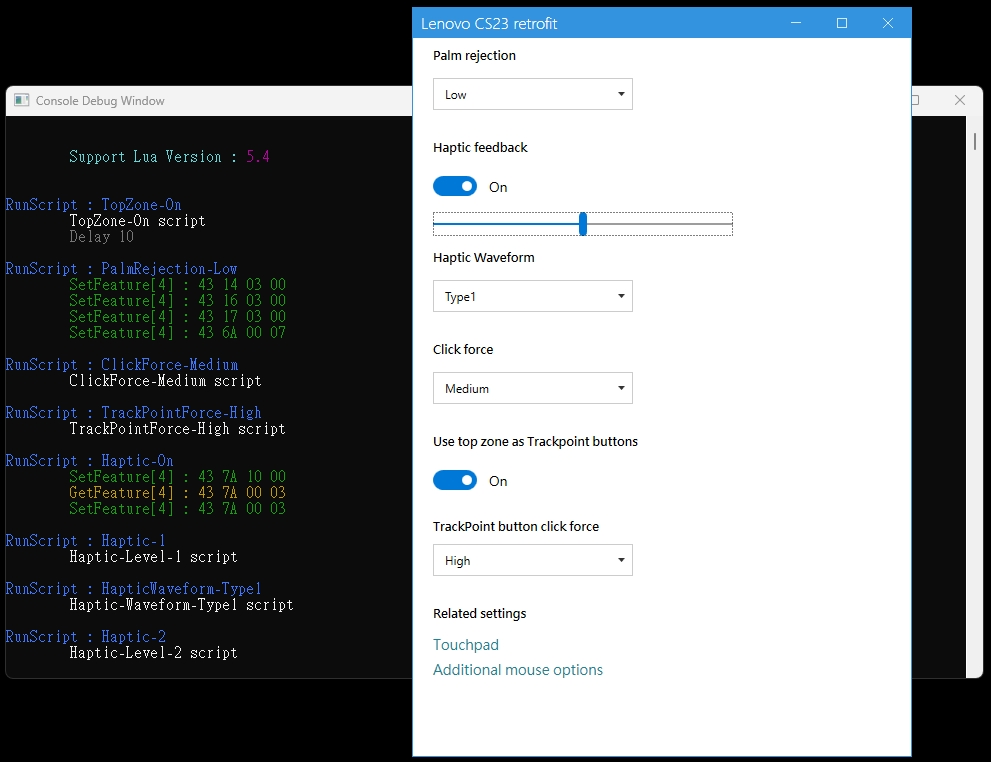 Lenovo CS23 retrofit
Palm rejection
Low
Haptic feedback
On
Haptic Waveform
Type1
Click force
Medium
Use top zone as Trackpoint buttons
On
TrackPoint button click force
High
Related settings
Touchpad
Additional mouse options
Console Debug Window
Support Lua Version : 5.4
RunScript : TopZone-On
TopZone-On script
Delay 10
RunScript : PalmRejection-Low
SetFeature[4] : 43 14 03 00
SetFeature[4] : 43 16 03 00
SetFeature[4] : 43 17 03 00
SetFeature[4] : 43 6A 00 07
RunScript : ClickForce-Medium
ClickForce-Medium script
RunScript : TrackPointForce-High
TrackPointForce-High script
RunScript : Haptic-On
SetFeature[4] : 43 7A 10 00
GetFeature[4] : 43 7A 00 03
SetFeature[4] : 43 7A 00 03
RunScript : Haptic-1
Haptic-Level-1 script
RunScript : HapticWaveform-Type1
Haptic-Waveform-Type1 script
RunScript : Haptic-2
Haptic-Level-2 script